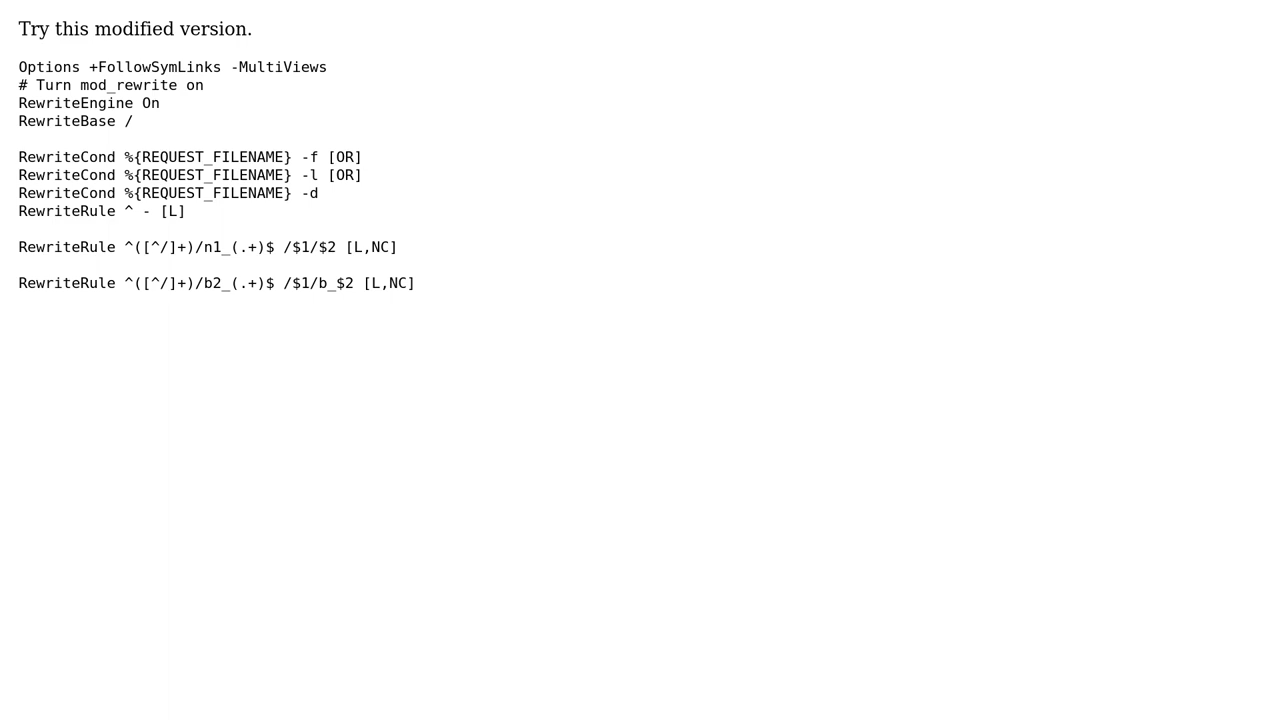 Try this modified version.
Options +FollowSymLinks -MultiViews
# Turn mod_rewrite on
RewriteEngine On
RewriteBase /
RewriteCond %{REQUEST_FILENAME} -f [OR]
RewriteCond %{REQUEST_FILENAME} -l [OR]
RewriteCond %{REQUEST_FILENAME} -d
RewriteRule ^ - [L]
RewriteRule ^([^/]+)/n1_(.+)$ /$1/$2 [L,NC]
RewriteRule ^([^/]+)/b2_(.+)$ /$1/b_$2 [L,NC]